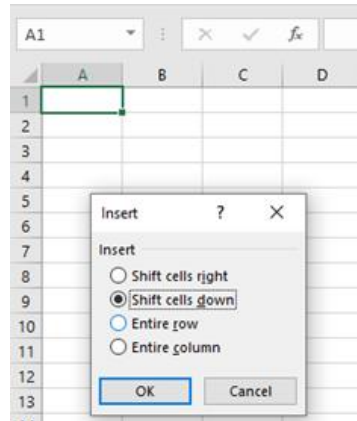 A1 fx
A B C D
1
2
3
4
5
6
7
8
9
10
11
12
13
Insert ? ×
Insert
Shift cells right
Shift cells down
Entire row
Entire column
OK Cancel